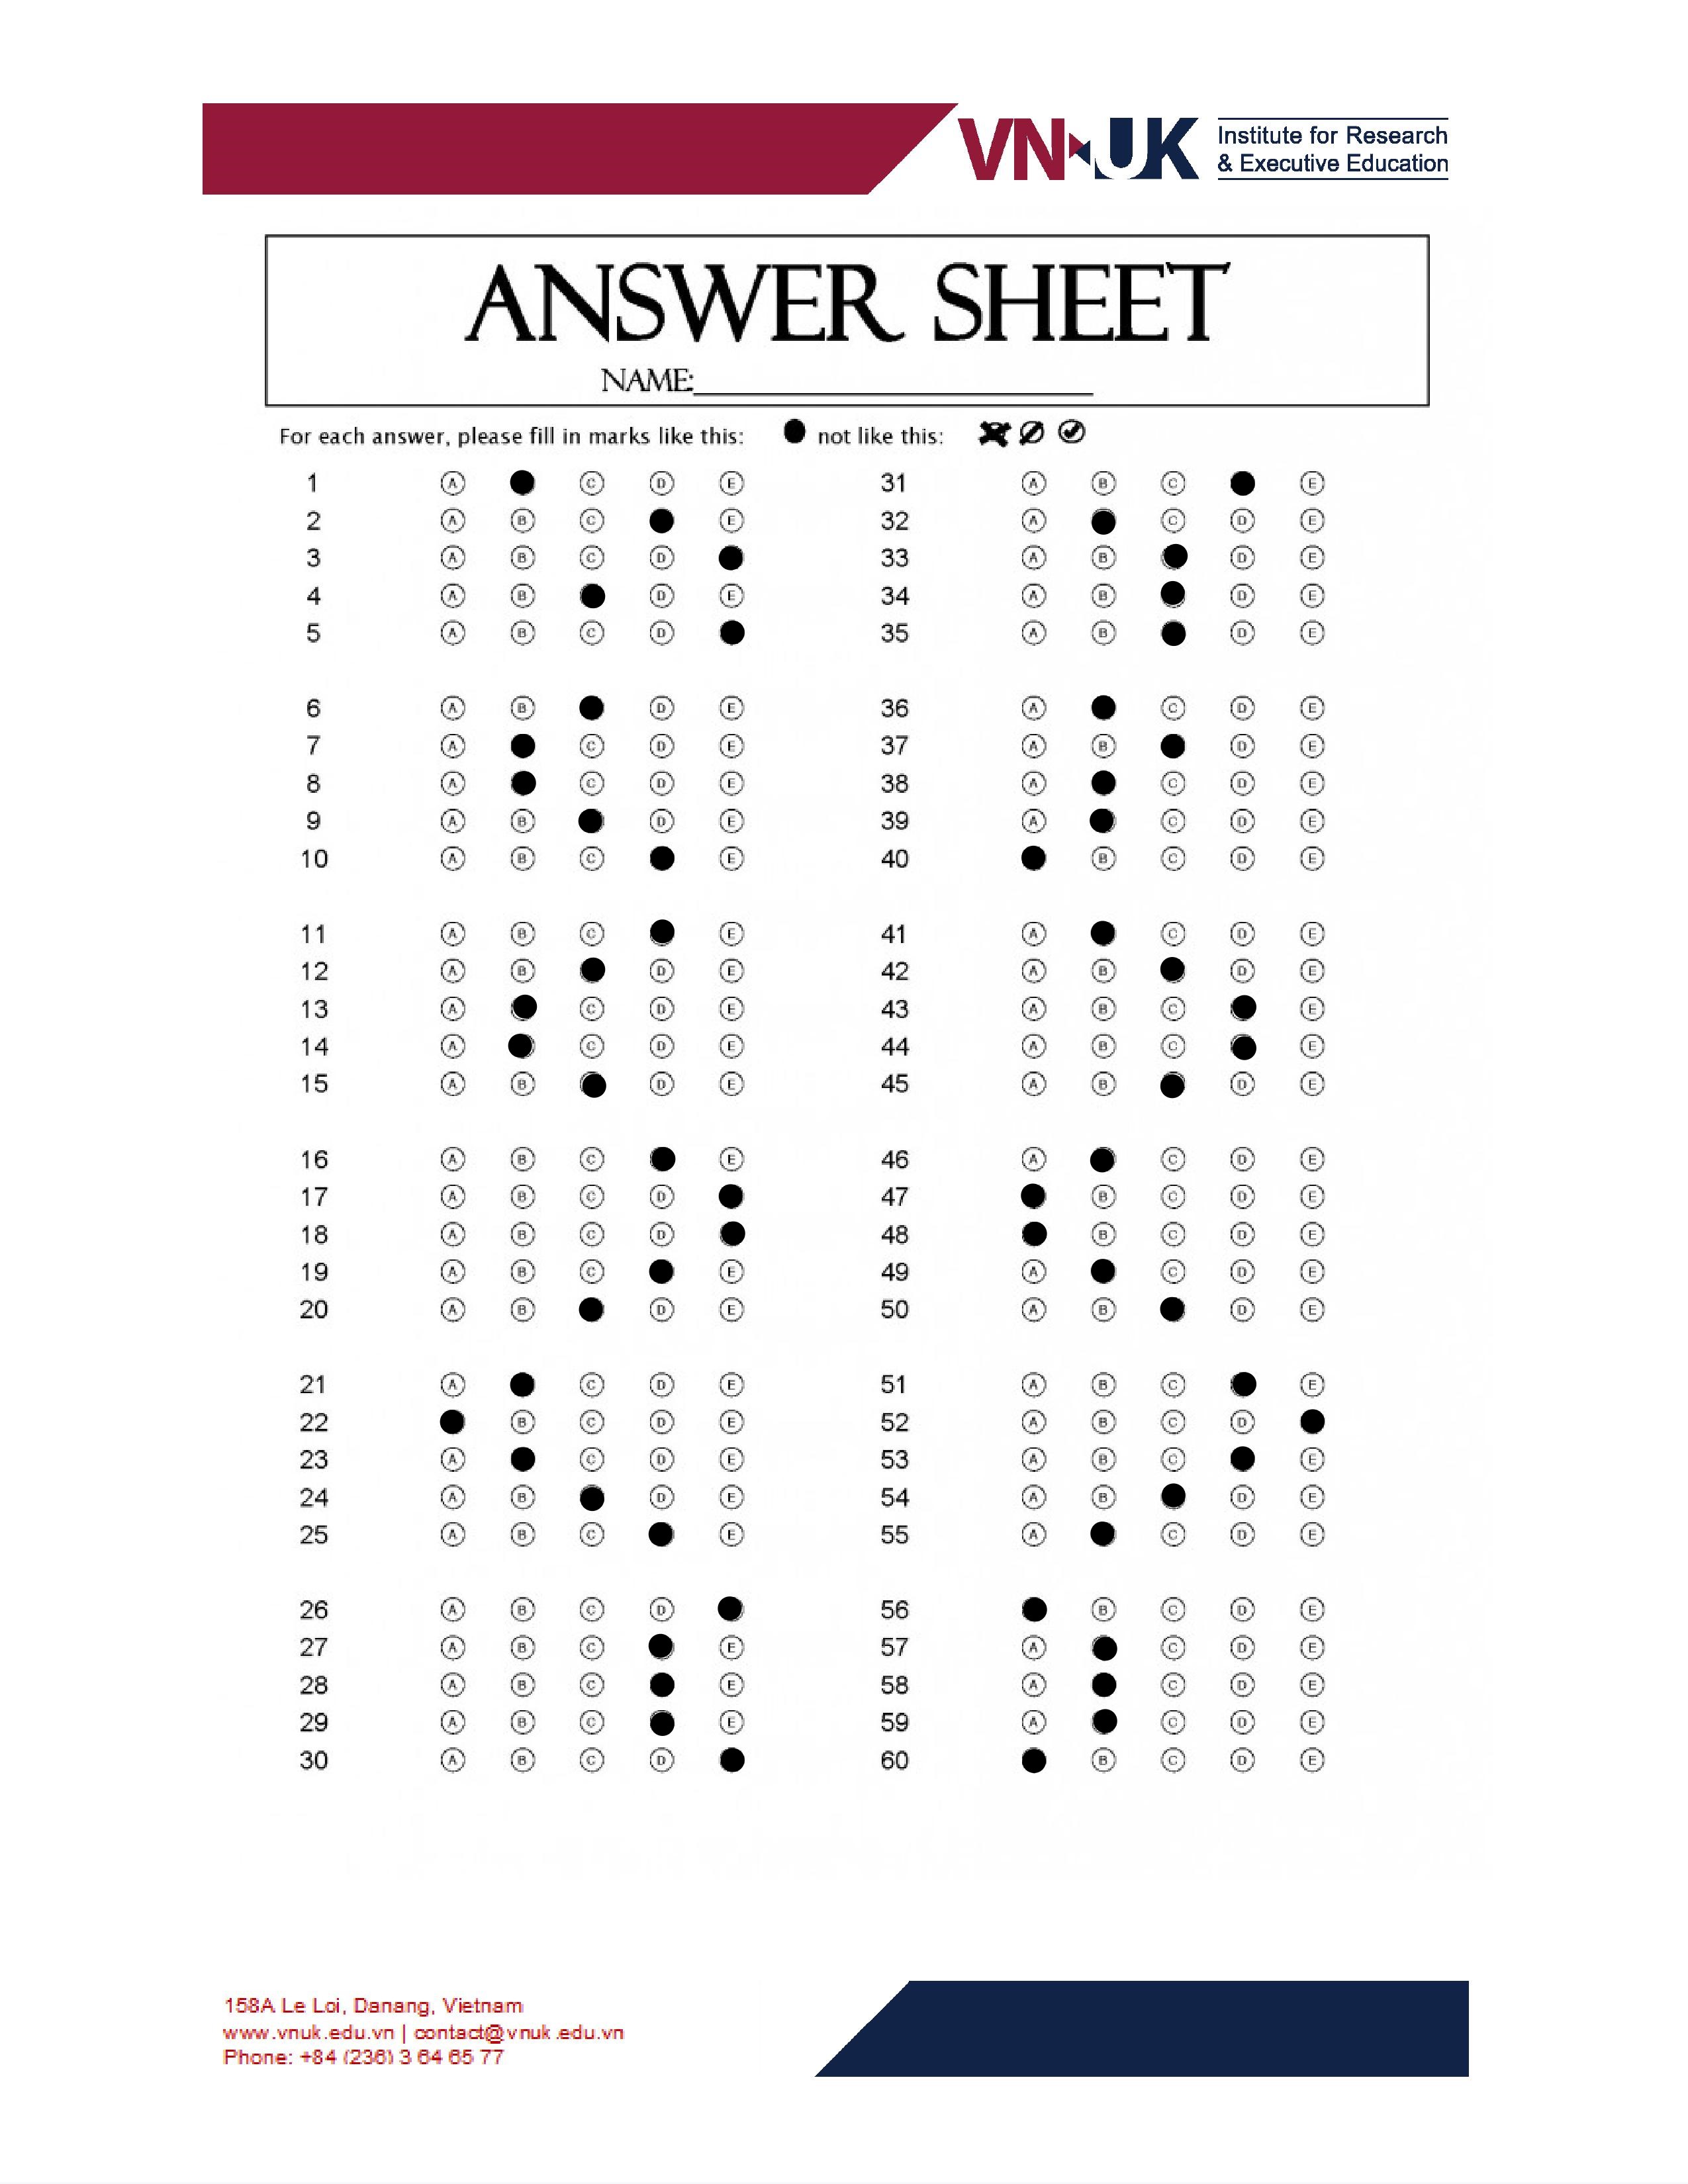 VN UK Institute for Research
& Executive Education
ANSWER SHEET
NAME:
For each answer, please fill in marks like this: not like this:
1 A C D E 31 A B C E
2 A B C E 32 A C D E
3 A B C D 33 A B D E
4 A B D E 34 A B D E
5 A B C D 35 A B D E
6 A B D E 36 A C D E
7 A C D E 37 A B D E
8 A C D E 38 A C D E
9 A B D E 39 A C D E
10 A B C E 40 B C D E
11 A B C E 41 A C D E
12 A B D E 42 A B D E
13 A C D E 43 A B C E
14 A C D E 44 A B C E
15 A B D E 45 A B D E
16 A B C E 46 A C D E
17 A B C D 47 B C D E
18 A B C D 48 B C D E
19 A B C E 49 A C D E
20 A B D E 50 A B D E
21 A C D E 51 A B C E
22 B C D E 52 A B C D
23 A C D E 53 A B C E
24 A B D E 54 A B D E
25 A B C E 55 A C D E
26 A B C D 56 B C D E
27 A B C E 57 A C D E
28 A B C E 58 A C D E
29 A B C E 59 A C D E
30 A B C D 60 B C D E
158A Le Loi, Danang, Vietnam
www.vnuk.edu.vn | contact@vnuk.edu.vn
Phone: +84 (236) 3 64 65 77